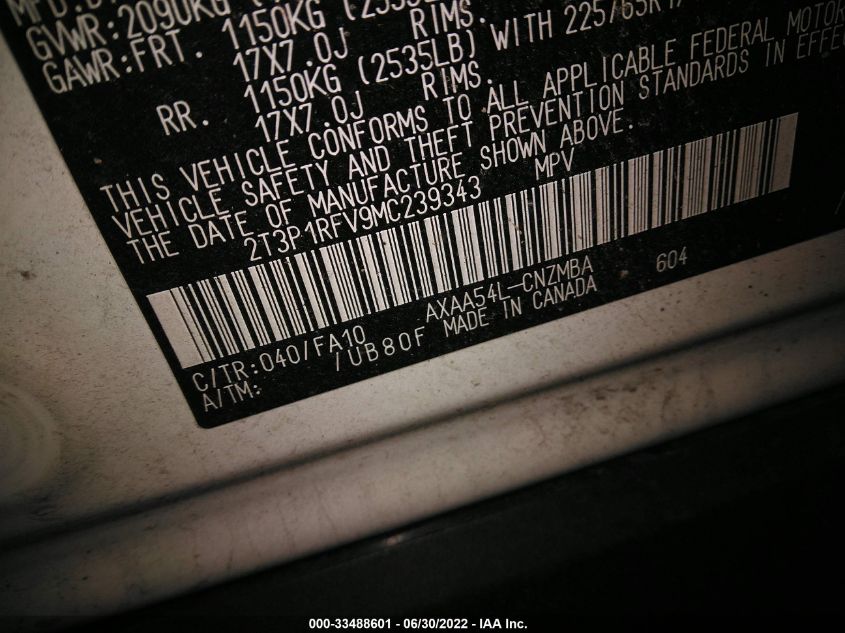 GVWR:2090KG
GAWR:FRT. 1150KG
17X7.0J RIMS.
RR. 1150KG (2535LB) WITH 225/65R17
17X7.0J RIMS.
THIS VEHICLE CONFORMS TO ALL APPLICABLE FEDERAL MOTOR
VEHICLE SAFETY AND THEFT PREVENTION STANDARDS IN EFFE
THE DATE OF MANUFACTURE SHOWN ABOVE.
2T3P1RFV9MC239343 MPV
C/TR:040/FA10 AXAA54L-CNZMBA 604
A/TM: /UB80F MADE IN CANADA
000-33488601 - 06/30/2022 - IAA Inc.